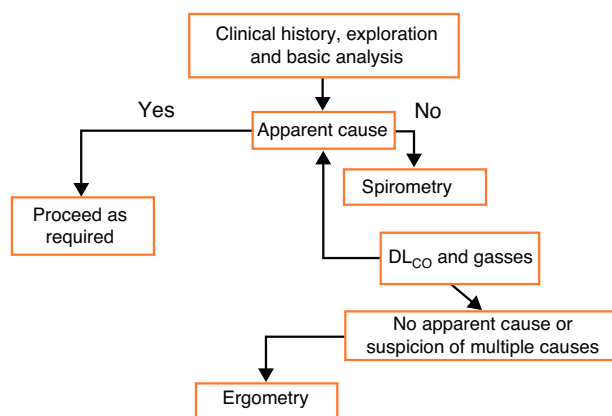 Clinical history, exploration
and basic analysis
Yes
No
Apparent cause
Spirometry
Proceed as
required
DLCO and gasses
No apparent cause or
suspicion of multiple causes
Ergometry